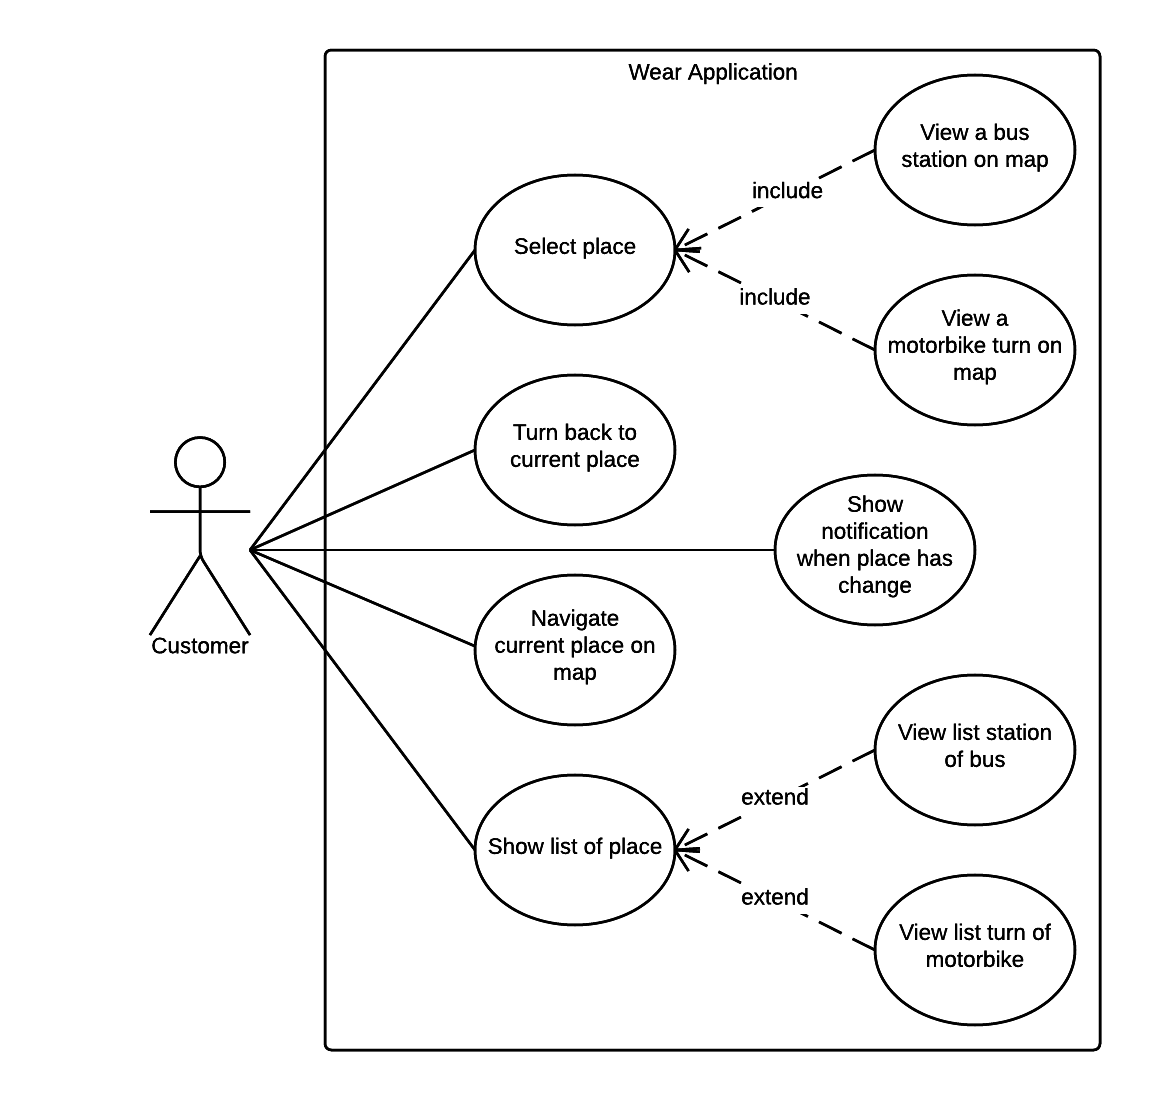 Wear Application
View a bus
station on map
include
Select place
include
View a
motorbike turn on
map
Turn back to
current place
Show
notification
when place has
change
Customer
Navigate
current place on
map
View list station
of bus
extend
Show list of place
extend
View list turn of
motorbike